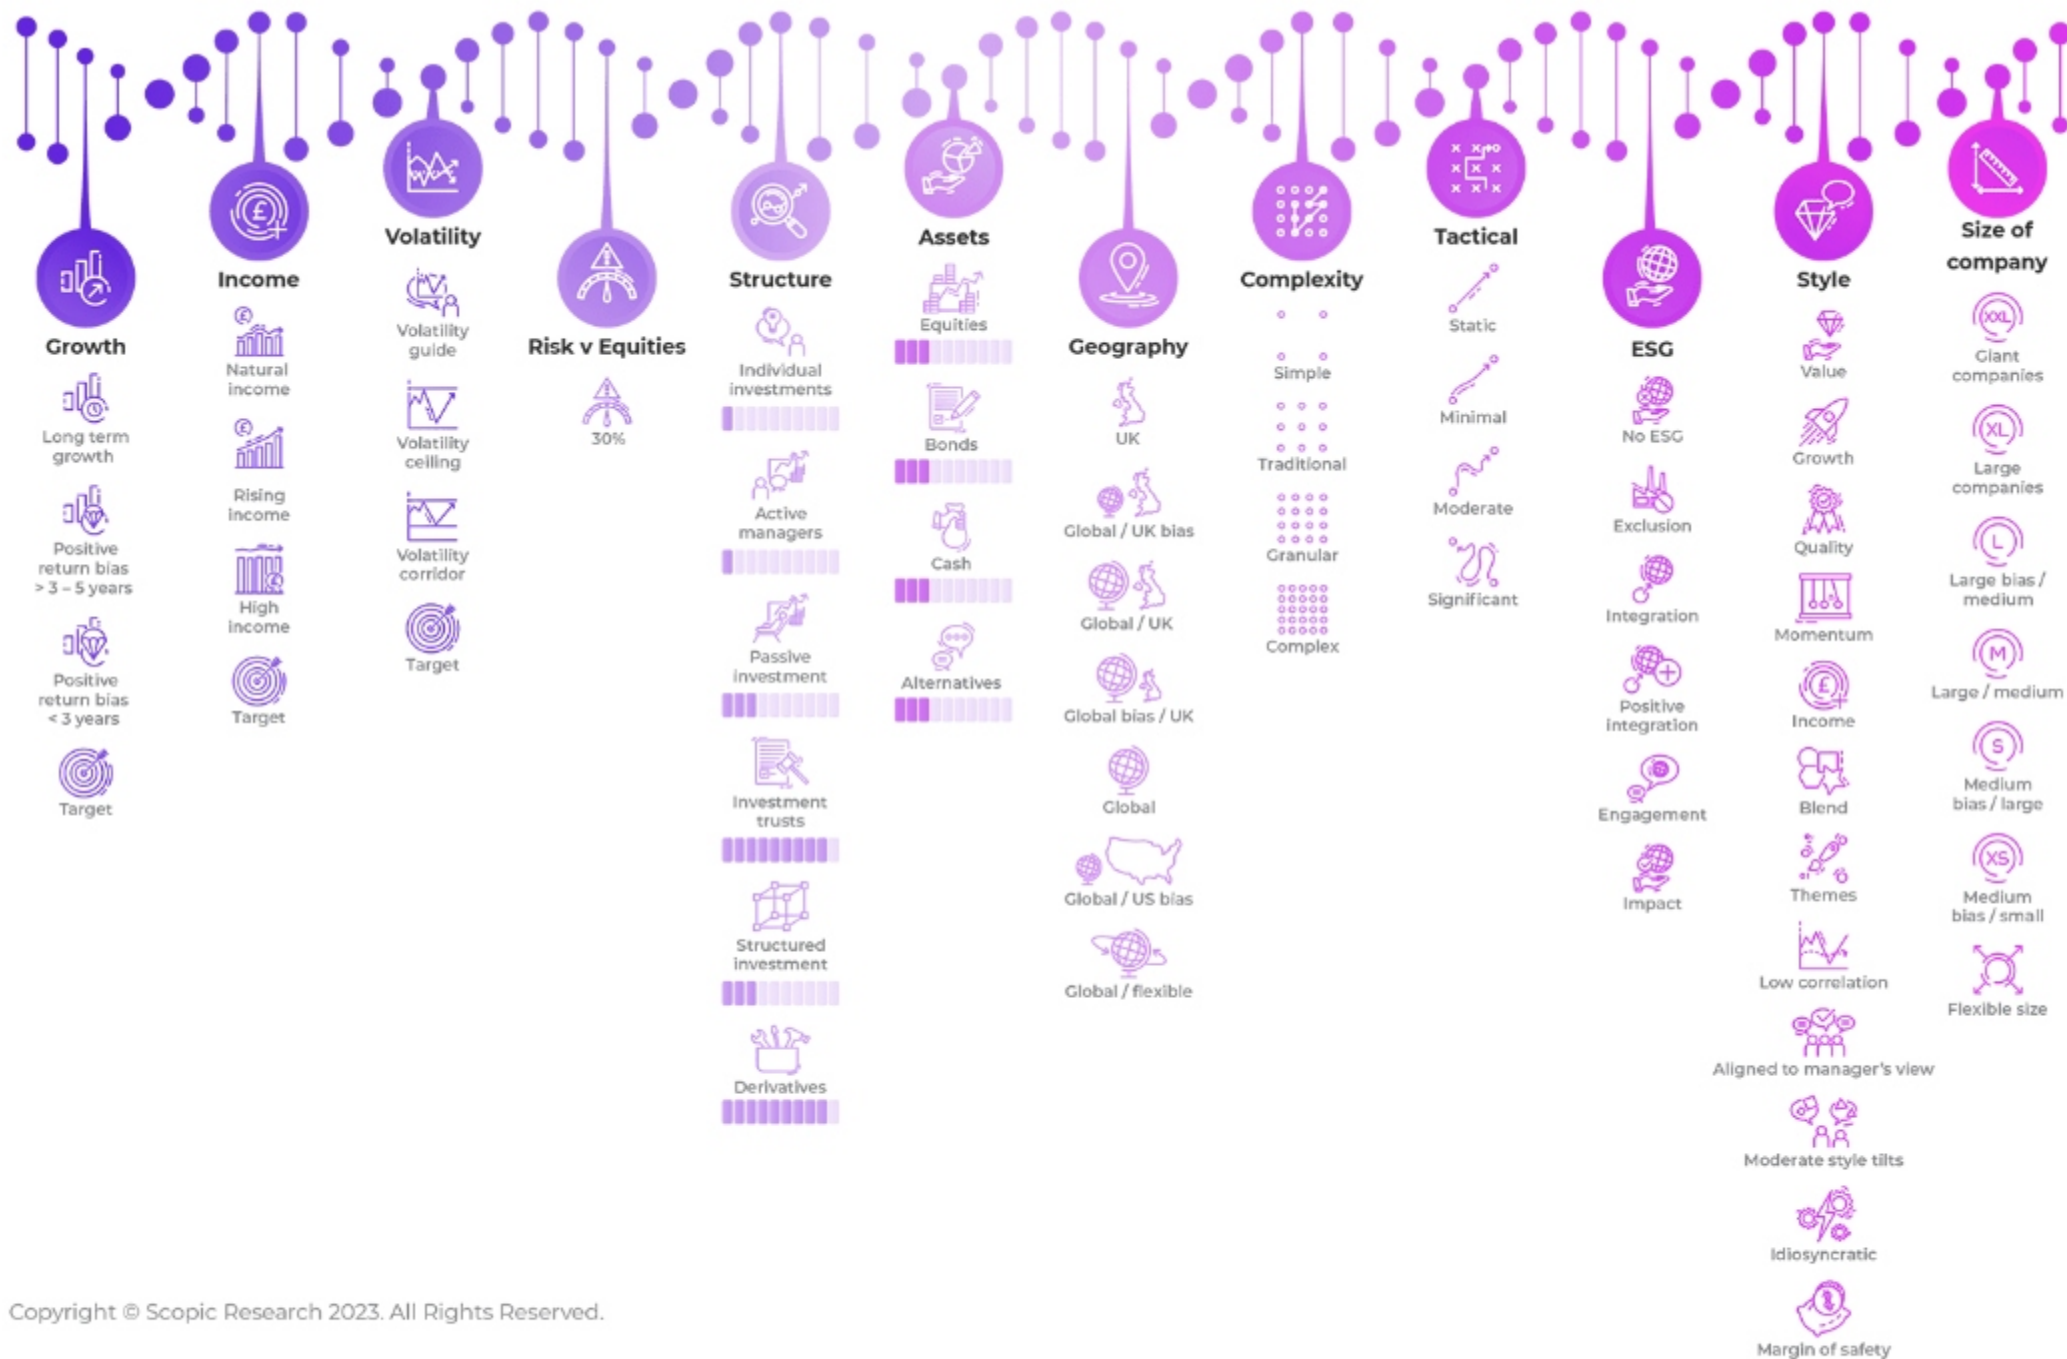 Growth
Long term
growth
Positive
return bias
> 3 – 5 years
Positive
return bias
< 3 years
Target
£
Income
£
Natural
income
£
Rising
income
High
income
Target
Volatility
Volatility
guide
Volatility
ceiling
Volatility
corridor
Target
Risk v Equities
30%
Structure
Individual
investments
Active
managers
Passive
investment
Investment
trusts
Structured
investment
Derivatives
Assets
Equities
Bonds
Cash
Alternatives
Geography
UK
Global / UK bias
Global / UK
Global bias / UK
Global
Global / US bias
Global / flexible
Complexity
Simple
Traditional
Granular
Complex
Tactical
Static
Minimal
Moderate
Significant
ESG
No ESG
Exclusion
Integration
Positive
integration
Engagement
Impact
Style
Value
Growth
Quality
Momentum
£
Income
Blend
Themes
Low correlation
Aligned to manager's view
Moderate style tilts
Idiosyncratic
Margin of safety
Size of
company
XXL
Giant
companies
XL
Large
companies
L
Large bias /
medium
M
Large / medium
S
Medium
bias / large
XS
Medium
bias / small
Flexible size
Copyright © Scopic Research 2023. All Rights Reserved.